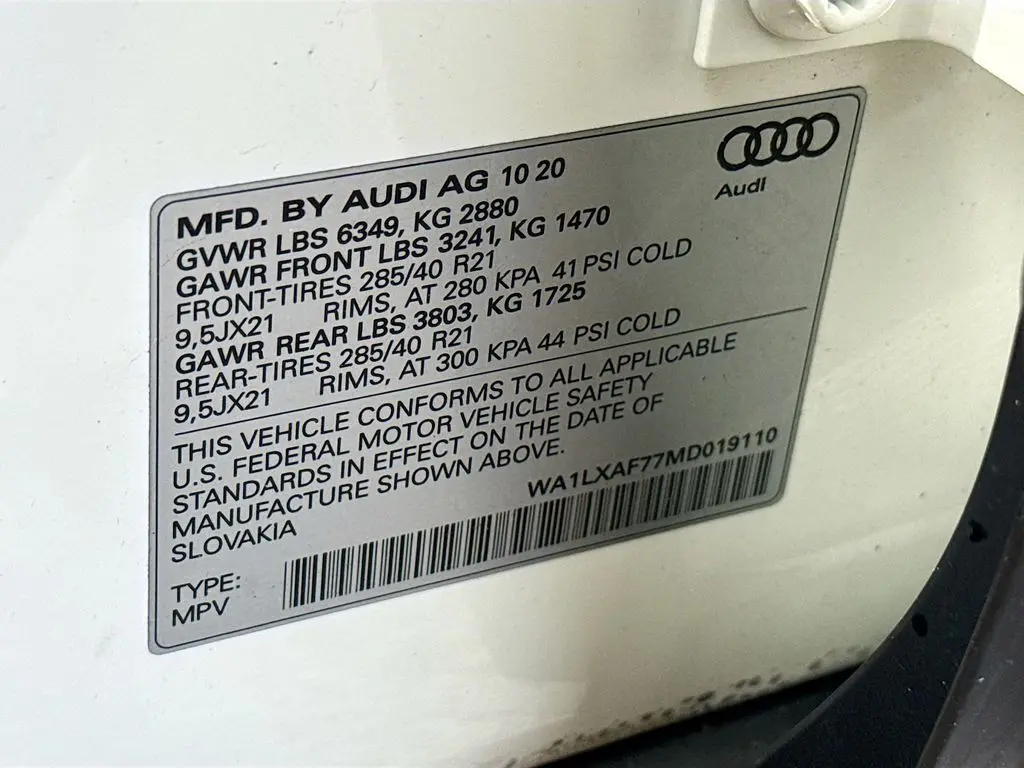 Audi
MFD. BY AUDI AG 10 20
GVWR LBS 6349, KG 2880
GAWR FRONT LBS 3241, KG 1470
FRONT-TIRES 285/40 R21
9,5JX21 RIMS, AT 280 KPA 41 PSI COLD
GAWR REAR LBS 3803, KG 1725
REAR-TIRES 285/40 R21
9,5JX21 RIMS, AT 300 KPA 44 PSI COLD
THIS VEHICLE CONFORMS TO ALL APPLICABLE
U.S. FEDERAL MOTOR VEHICLE SAFETY
STANDARDS IN EFFECT ON THE DATE OF
MANUFACTURE SHOWN ABOVE.
SLOVAKIA
WA1LXAF77MD019110
TYPE:
MPV